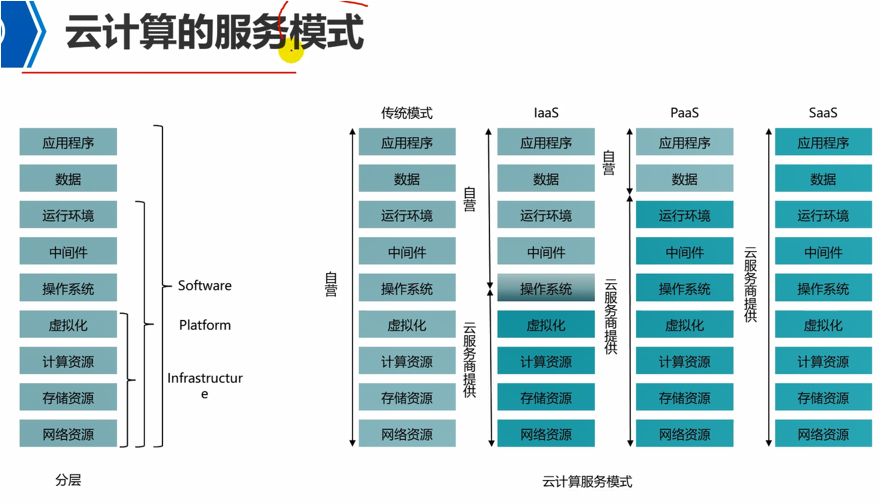 云计算的服务模式
应用程序
数据
运行环境
中间件
操作系统
虚拟化
计算资源
存储资源
网络资源
分层
Software
Platform
Infrastructur
e
传统模式
自营
应用程序
数据
运行环境
中间件
操作系统
虚拟化
计算资源
存储资源
网络资源
IaaS
自营
云服务商提供
应用程序
数据
运行环境
中间件
操作系统
虚拟化
计算资源
存储资源
网络资源
PaaS
自营
云服务商提供
应用程序
数据
运行环境
中间件
操作系统
虚拟化
计算资源
存储资源
网络资源
SaaS
云服务商提供
应用程序
数据
运行环境
中间件
操作系统
虚拟化
计算资源
存储资源
网络资源
云计算服务模式